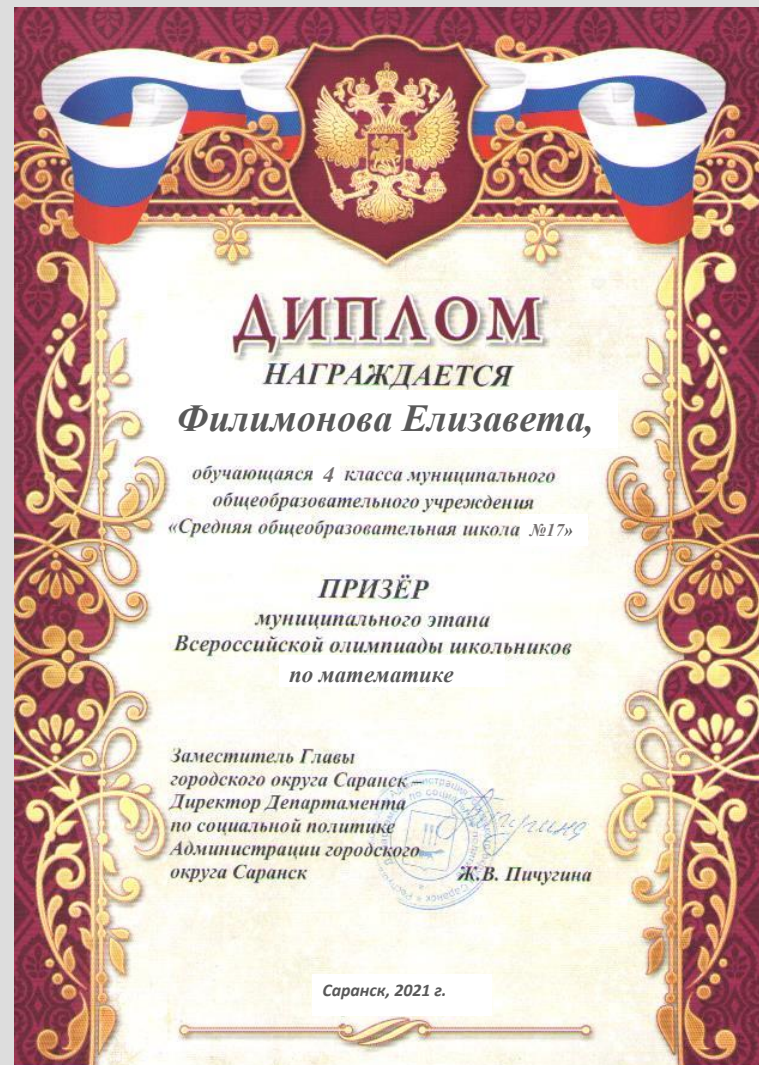 ДИПЛОМ
НАГРАЖДАЕТСЯ
Филимонова Елизавета,
обучающаяся 4 класса муниципального
общеобразовательного учреждения
«Средняя общеобразовательная школа №17»
ПРИЗЁР
муниципального этапа
Всероссийской олимпиады школьников
по математике
Заместитель Главы
городского округа Саранск –
Директор Департамента
по социальной политике
Администрации городского
округа Саранск Ж.В. Пичугина
Саранск, 2021 г.